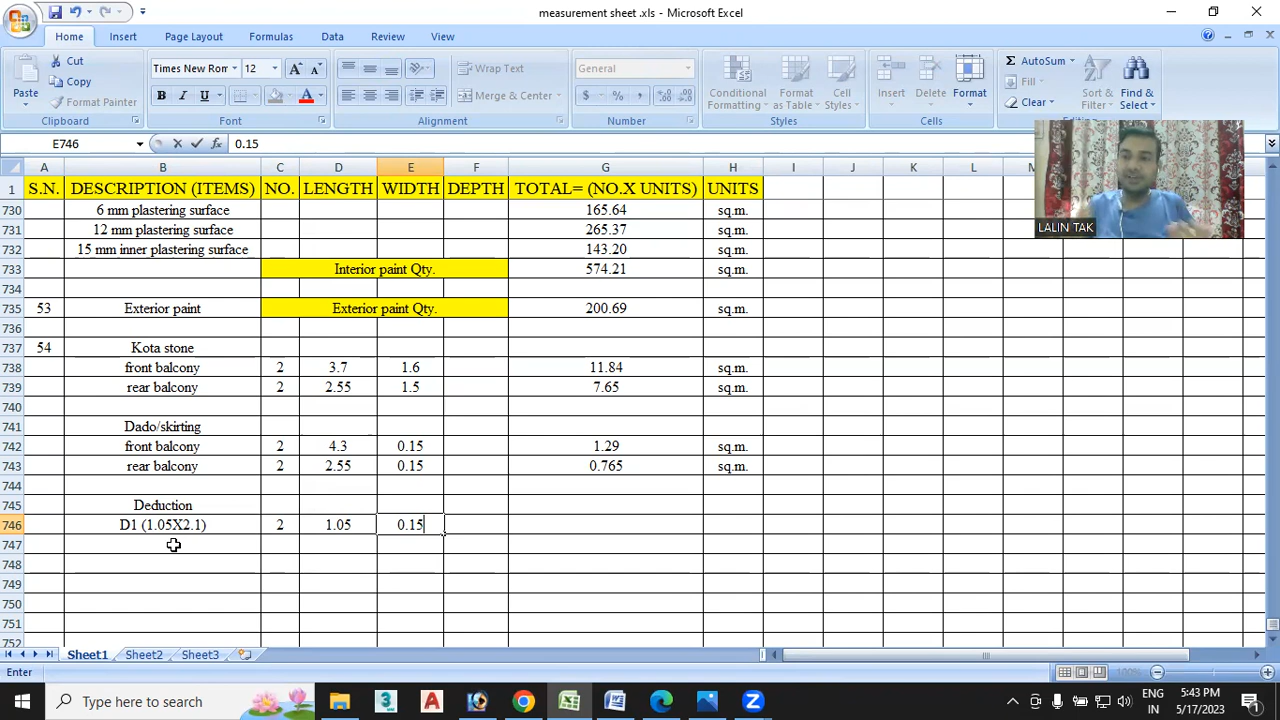 measurement sheet .xls - Microsoft Excel
Home Insert Page Layout Formulas Data Review View
Paste Cut Copy Format Painter
Clipboard
Times New Rom 12
B I U A
Font
Wrap Text
Merge & Center
Alignment
General
$ % ,
Number
Conditional Formatting Format as Table Cell Styles
Styles
Insert Delete Format
Cells
Σ AutoSum Fill Clear
Sort & Filter Find & Select
E746 fx 0.15
A B C D E F G H I J K L M
1 S.N. DESCRIPTION (ITEMS) NO. LENGTH WIDTH DEPTH TOTAL= (NO.X UNITS) UNITS
730 6 mm plastering surface 165.64 sq.m.
731 12 mm plastering surface 265.37 sq.m.
732 15 mm inner plastering surface 143.20 sq.m.
733 Interior paint Qty. 574.21 sq.m.
734
735 53 Exterior paint Exterior paint Qty. 200.69 sq.m.
736
737 54 Kota stone
738 front balcony 2 3.7 1.6 11.84 sq.m.
739 rear balcony 2 2.55 1.5 7.65 sq.m.
740
741 Dado/skirting
742 front balcony 2 4.3 0.15 1.29 sq.m.
743 rear balcony 2 2.55 0.15 0.765 sq.m.
744
745 Deduction
746 D1 (1.05X2.1) 2 1.05 0.15
747
748
749
750
751
752
LALIN TAK
Sheet1 Sheet2 Sheet3
Enter 100%
Type here to search
ENG
IN
5:43 PM
5/17/2023